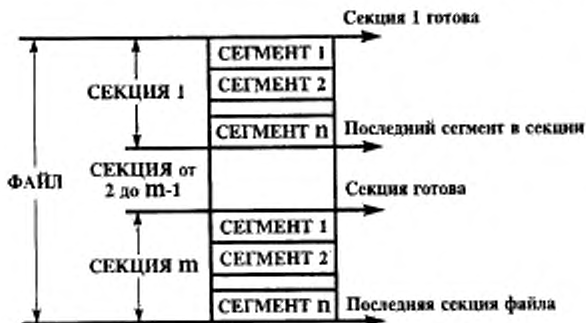 Секция 1 готова
СЕГМЕНТ 1
СЕГМЕНТ 2
СЕКЦИЯ 1
СЕГМЕНТ n
Последний сегмент в секции
СЕКЦИЯ от
2 до m-1
ФАЙЛ
Секция готова
СЕГМЕНТ 1
СЕГМЕНТ 2
СЕКЦИЯ m
СЕГМЕНТ n
Последняя секция файла